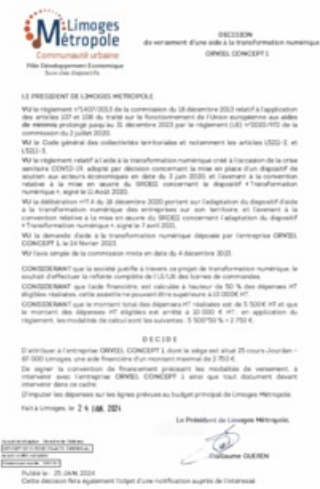 Limoges
Métropole
Communauté urbaine
Pôle Développement Economique
Suivi des dispositifs
DECISION
de versement d'une aide à la transformation numérique
ORVIEL CONCEPT 1
LE PRESIDENT DE LIMOGES METROPOLE
VU le règlement n°1407/2013 de la commission du 18 décembre 2013 relatif à l'application
des articles 107 et 108 du traité sur le fonctionnement de l'Union européenne aux aides
de minimis prolongé jusqu'au 31 décembre 2023 par le règlement (UE) n°2020/972 de la
commission du 2 juillet 2020.
VU le Code général des collectivités territoriales et notamment les articles L5211-2, et
L5211-3,
VU le règlement relatif à l'aide à la transformation numérique créé à l'occasion de la crise
sanitaire COVID-19 adopté par decision concernant la mise en place d'un dispositif de
soutien aux acteurs économiques en date du 3 juin 2020, et l'avenant à la convention
relative à la mise en œuvre du SRDEII concernant le dispositif « Transformation
numérique », signé le 11 Août 2020.
VU la délibération n°7.4 du 18 décembre 2020 portant sur l'adaptation du dispositif d'aide
à la transformation numérique des entreprises sur son territoire et l'avenant à la
convention relative à la mise en œuvre du SRDEII concernant l'adaptation du dispositif
« Transformation Numérique », signé le 7 avril 2021.
VU la demande d'aide à la transformation numérique déposée par l'entreprise ORVIEL
CONCEPT 1, le 24 février 2023.
VU l'avis simple de la commission mixte en date du 4 décembre 2023.
CONSIDERANT que la société justifie à travers ce projet de transformation numérique, le
souhait d'effectuer la refonte complète de l'UI/UX des bornes de commandes.
CONSIDERANT que l'aide financière, est calculée à hauteur de 50 % des dépenses HT
éligibles réalisées, cette assiette ne pouvant être supérieure à 10 000€ HT.
CONSIDERANT que le montant total des dépenses HT réalisées est de 5 500€ HT et que
le montant des dépenses HT éligibles est arrêté à 10 000 € HT ; en application du
règlement, les modalités de calcul sont les suivantes : 5 500*50 % = 2 750 €.
D E C I D E
D'attribuer à l'entreprise ORVIEL CONCEPT 1, dont le siège est situé 25 cours Jourdan -
87 000 Limoges, une aide financière d'un montant maximal de 2 750 €.
De signer la convention de financement précisant les modalités de versement, à
intervenir avec l'entreprise ORVIEL CONCEPT 1 ainsi que tout document devant
intervenir dans ce cadre.
D'imputer les dépenses sur les lignes prévues au budget principal de Limoges Métropole.
Fait à Limoges, le 24 JAN. 2024
Le Président de Limoges Métropole,
Guillaume GUERIN
Publié le : 25 JAN. 2024
Cette décision fera également l'objet d'une notification auprès de l'intéressé